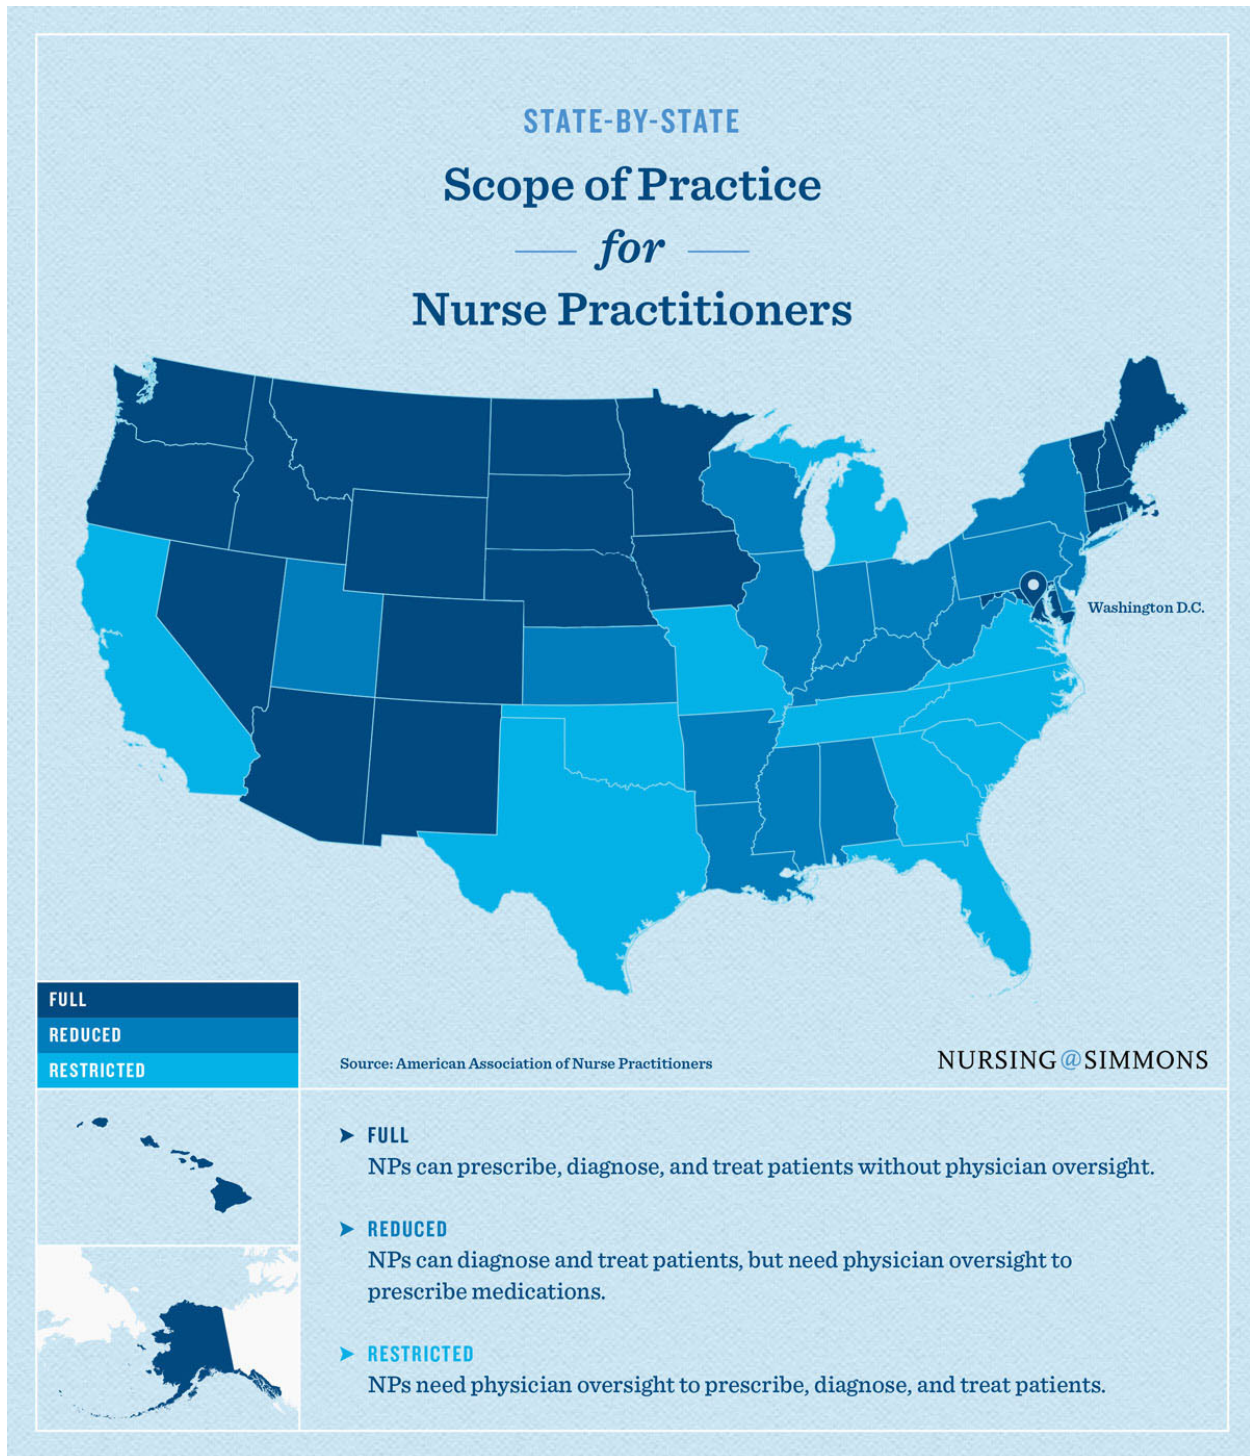 STATE-BY-STATE
Scope of Practice
for
Nurse Practitioners
Washington D.C.
FULL
REDUCED
RESTRICTED
Source: American Association of Nurse Practitioners
NURSING@SIMMONS
FULL
NPs can prescribe, diagnose, and treat patients without physician oversight.
REDUCED
NPs can diagnose and treat patients, but need physician oversight to
prescribe medications.
RESTRICTED
NPs need physician oversight to prescribe, diagnose, and treat patients.